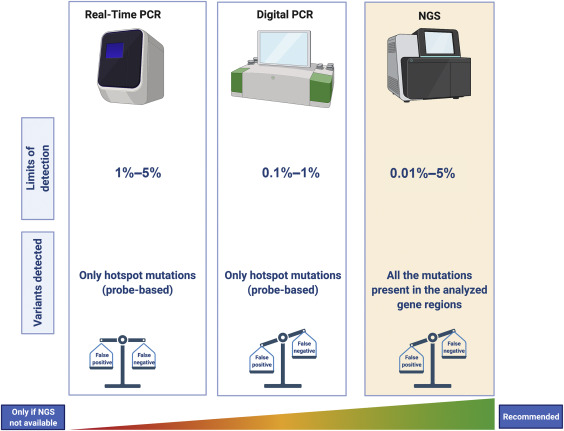 Real-Time PCR
Digital PCR
NGS
Limits of
detection
1%–5%
0.1%–1%
0.01%–5%
Variants detected
Only hotspot mutations
(probe-based)
Only hotspot mutations
(probe-based)
All the mutations
present in the analyzed
gene regions
False
positive
False
negative
False
positive
False
negative
False
positive
False
negative
Only if NGS
not available
Recommended